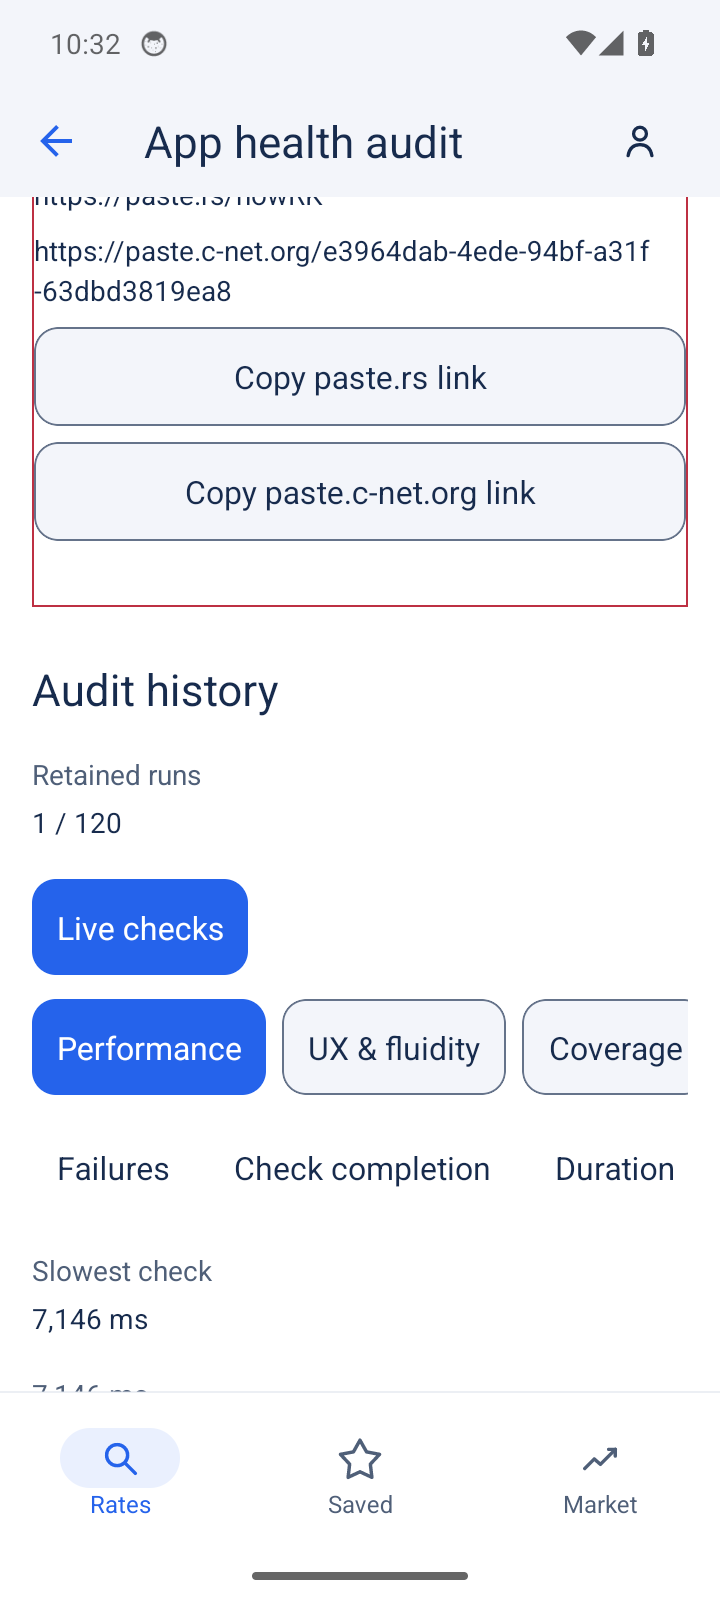 10:32
App health audit
https://paste.c-net.org/e3964dab-4ede-94bf-a31f
-63dbd3819ea8
Copy paste.rs link
Copy paste.c-net.org link
Audit history
Retained runs
1 / 120
Live checks
Performance UX & fluidity Coverage
Failures Check completion Duration
Slowest check
7,146 ms
Rates Saved Market